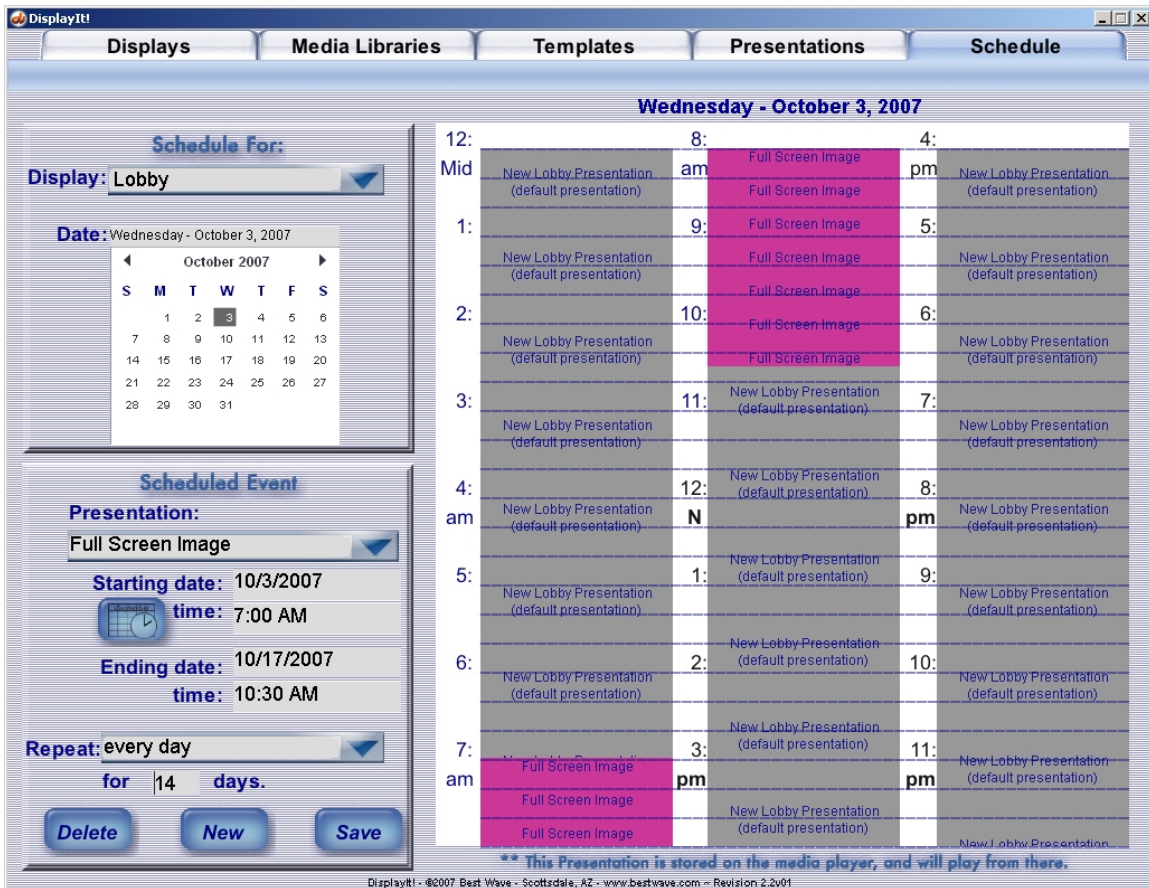 DisplayIt!
Displays
Media Libraries
Templates
Presentations
Schedule
Wednesday - October 3, 2007
Schedule For:
Display: Lobby
Date: Wednesday - October 3, 2007
October 2007
S M T W T F S
1 2 3 4 5 6
7 8 9 10 11 12 13
14 15 16 17 18 19 20
21 22 23 24 25 26 27
28 29 30 31
Scheduled Event
Presentation:
Full Screen Image
Starting date: 10/3/2007
time: 7:00 AM
Ending date: 10/17/2007
time: 10:30 AM
Repeat: every day
for 14 days.
Delete
New
Save
12:
Mid
New Lobby Presentation
(default presentation)
1:
New Lobby Presentation
(default presentation)
2:
New Lobby Presentation
(default presentation)
3:
New Lobby Presentation
(default presentation)
4:
am
New Lobby Presentation
(default presentation)
5:
New Lobby Presentation
(default presentation)
6:
New Lobby Presentation
(default presentation)
7:
am
New Lobby Presentation
Full Screen Image
Full Screen Image
Full Screen Image
8:
am
Full Screen Image
Full Screen Image
9:
Full Screen Image
Full Screen Image
Full Screen Image
10:
Full Screen Image
Full Screen Image
11:
New Lobby Presentation
(default presentation)
12:
N
New Lobby Presentation
(default presentation)
1:
New Lobby Presentation
(default presentation)
2:
New Lobby Presentation
(default presentation)
3:
pm
New Lobby Presentation
(default presentation)
New Lobby Presentation
(default presentation)
4:
pm
New Lobby Presentation
(default presentation)
5:
New Lobby Presentation
(default presentation)
6:
New Lobby Presentation
(default presentation)
7:
New Lobby Presentation
(default presentation)
8:
pm
New Lobby Presentation
(default presentation)
9:
New Lobby Presentation
(default presentation)
10:
New Lobby Presentation
(default presentation)
11:
pm
New Lobby Presentation
(default presentation)
New Lobby Presentation
** This Presentation is stored on the media player, and will play from there.
DisplayIt! - ©2007 Best Wave - Scottsdale, AZ - www.bestwave.com ~ Revision 2.2v01